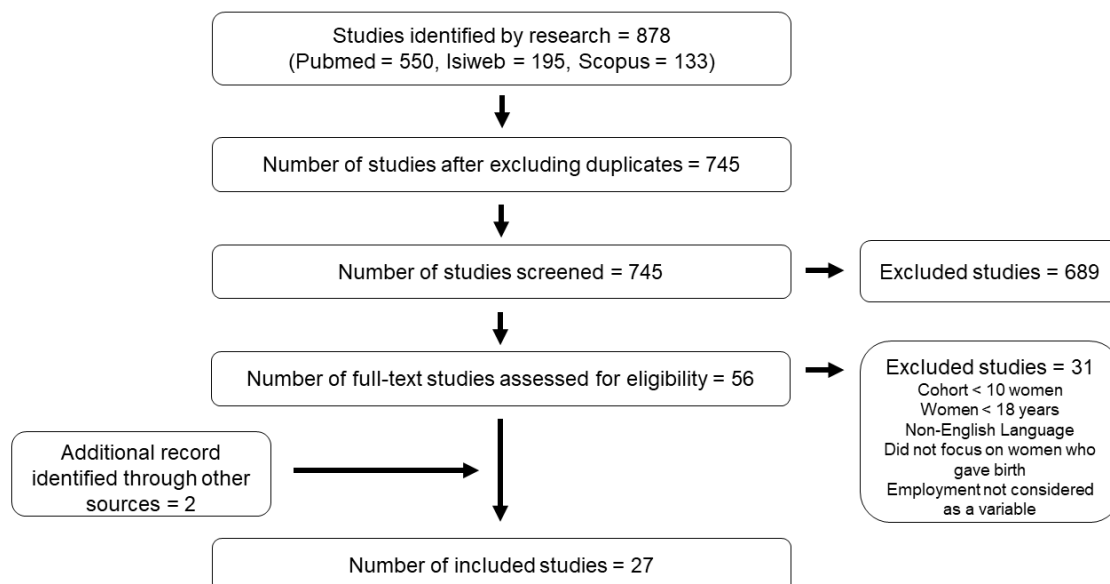 Studies identified by research = 878
(Pubmed = 550, Isiweb = 195, Scopus = 133)
Number of studies after excluding duplicates = 745
Number of studies screened = 745
Excluded studies = 689
Number of full-text studies assessed for eligibility = 56
Excluded studies = 31
Cohort < 10 women
Women < 18 years
Non-English Language
Did not focus on women who
gave birth
Employment not considered
as a variable
Additional record
identified through other
sources = 2
Number of included studies = 27